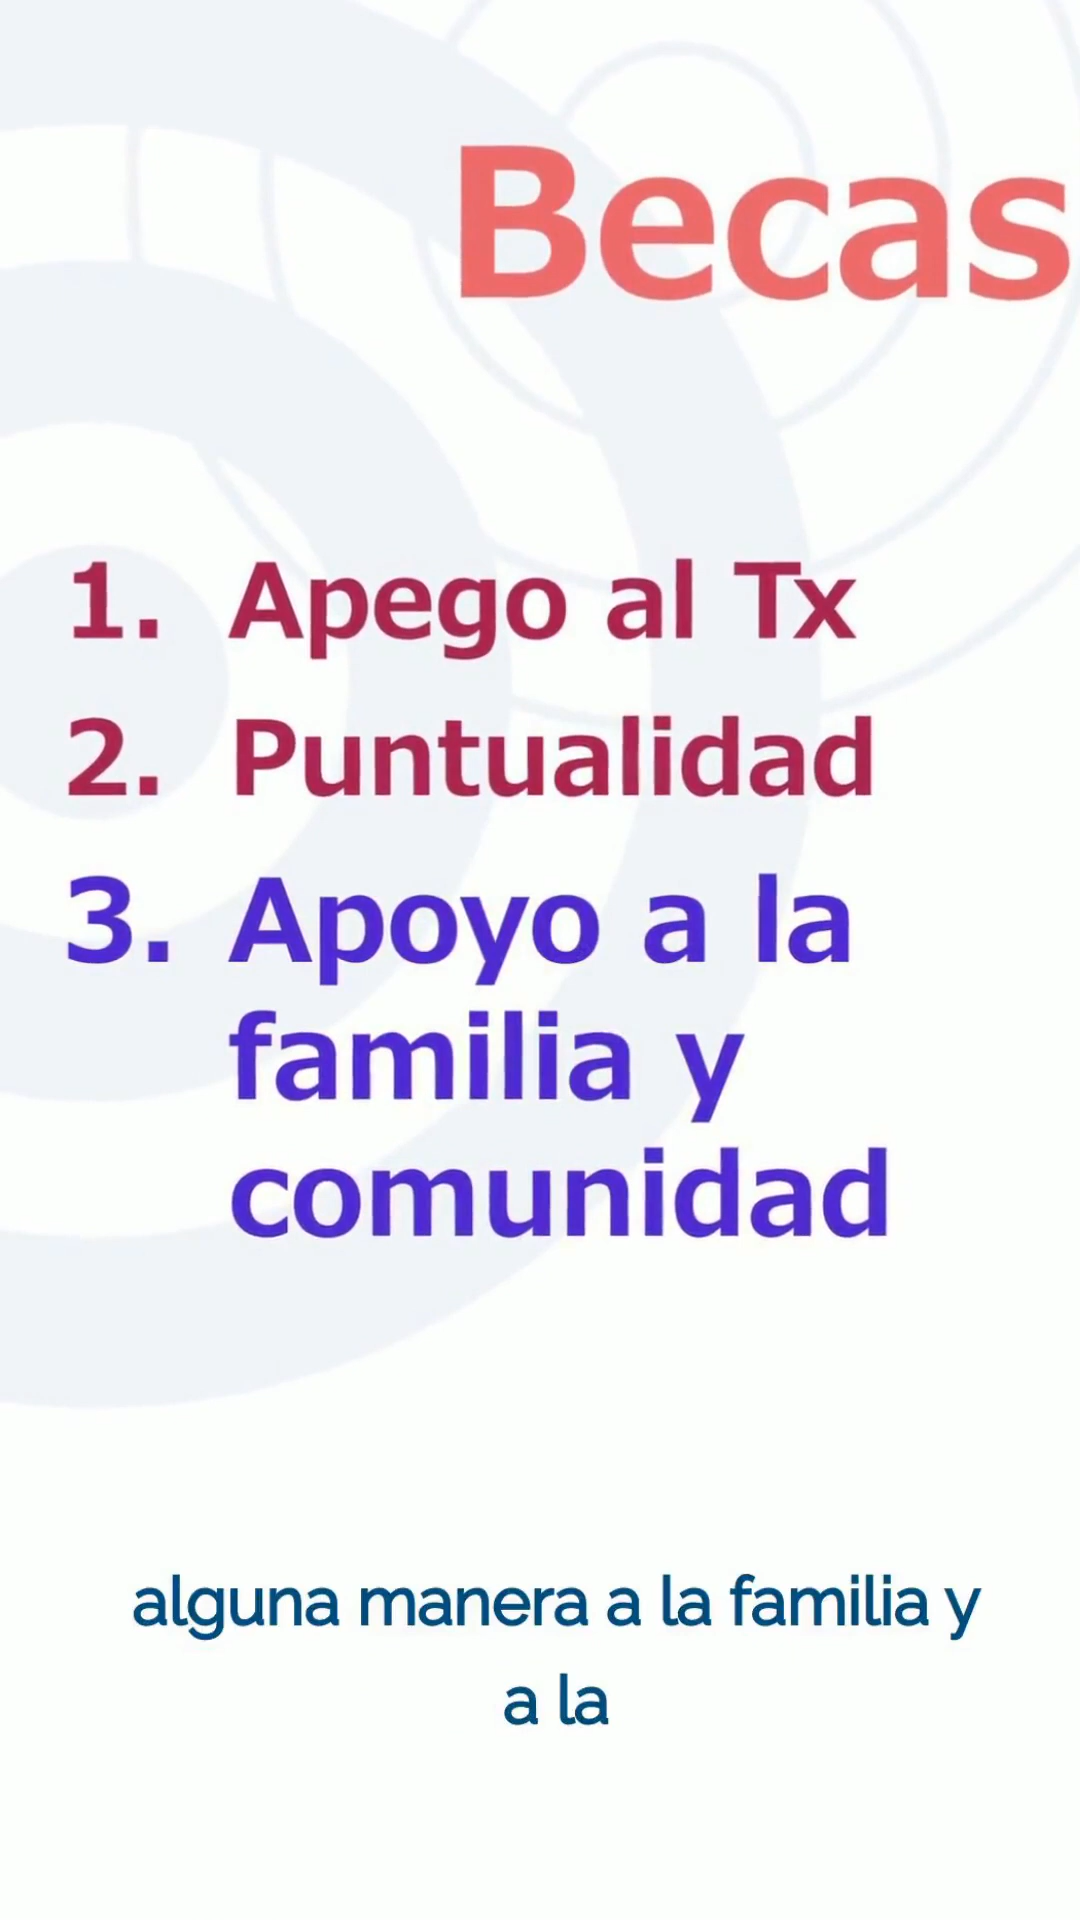 Becas
1. Apego al Tx
2. Puntualidad
3. Apoyo a la
familia y
comunidad
alguna manera a la familia y
a la